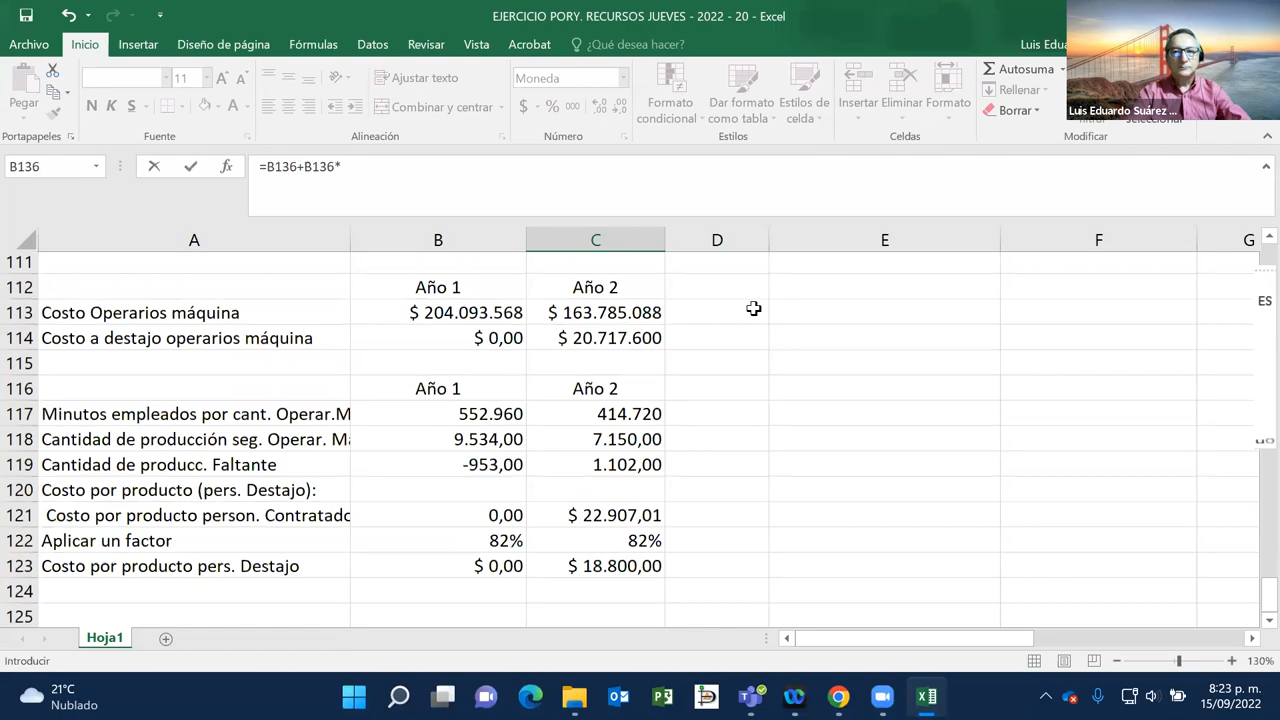 EJERCICIO PORY. RECURSOS JUEVES - 2022 - 20 - Excel
Archivo Inicio Insertar Diseño de página Fórmulas Datos Revisar Vista Acrobat ¿Qué desea hacer? Luis Edu
Pegar
11
N K S
A A
Ajustar texto
Combinar y centrar
Moneda
$ % 000
Formato condicional
Dar formato como tabla
Estilos de celda
Insertar Eliminar Formato
Autosuma
Rellenar
Borrar
Luis Eduardo Suárez ...
Portapapeles Fuente Alineación Número Estilos Celdas Modificar
B136 fx =B136+B136*
A B C D E F G
111
112 Año 1 Año 2
113 Costo Operarios máquina $ 204.093.568 $ 163.785.088
114 Costo a destajo operarios máquina $ 0,00 $ 20.717.600
115
116 Año 1 Año 2
117 Minutos empleados por cant. Operar.M 552.960 414.720
118 Cantidad de producción seg. Operar. Má 9.534,00 7.150,00
119 Cantidad de producc. Faltante -953,00 1.102,00
120 Costo por producto (pers. Destajo):
121 Costo por producto person. Contratado 0,00 $ 22.907,01
122 Aplicar un factor 82% 82%
123 Costo por producto pers. Destajo $ 0,00 $ 18.800,00
124
125
ES
Hoja1
Introducir 130%
21°C
Nublado
8:23 p. m.
15/09/2022